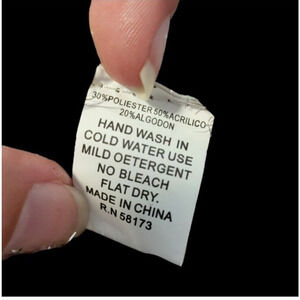 30%POLIESTER 50%ACRILICO
20%ALGODON
HAND WASH IN
COLD WATER USE
MILD OETERGENT
NO BLEACH
FLAT DRY.
MADE IN CHINA
R.N 58173